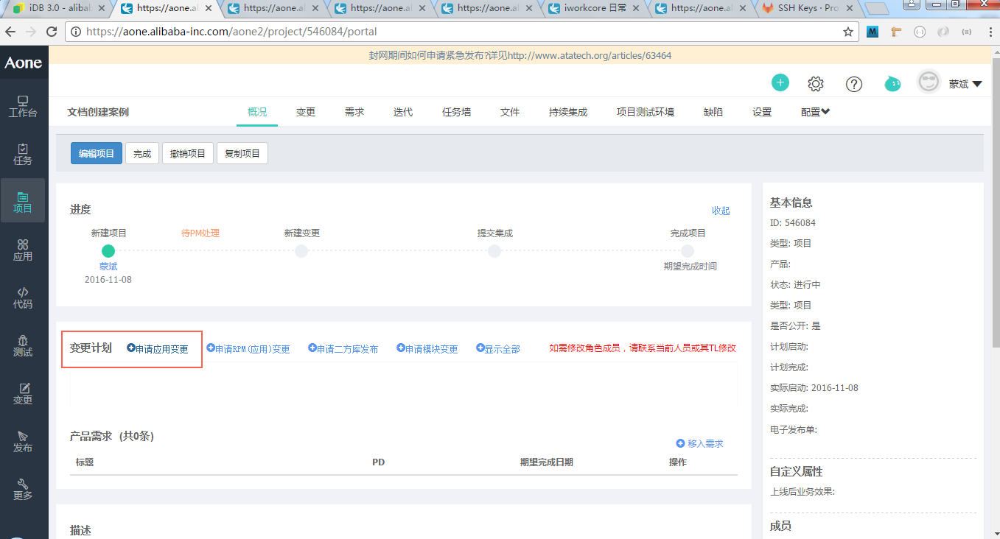 iDB 3.0 - alibab
https://aone.al
https://aone.al
https://aone.al
https://aone.al
iworkcore 日常
https://aone.al
SSH Keys · Pro
https://aone.alibaba-inc.com/aone2/project/546084/portal
M
Aone
封网期间如何申请紧急发布?详见http://www.atatech.org/articles/63464
蒙斌
工作台
任务
项目
应用
代码
测试
变更
发布
更多
文档创建案例
概况
变更
需求
迭代
任务墙
文件
持续集成
项目测试环境
缺陷
设置
配置
编辑项目
完成
撤销项目
复制项目
进度
收起
新建项目
待PM处理
新建变更
提交集成
完成项目
蒙斌
期望完成时间
2016-11-08
变更计划
申请应用变更
申请RPM(应用)变更
申请二方库发布
申请模块变更
显示全部
如需修改角色成员，请联系当前人员或其TL修改
产品需求 (共0条)
移入需求
标题
PD
期望完成日期
操作
描述
基本信息
ID: 546084
类型: 项目
产品:
状态: 进行中
类型: 项目
是否公开: 是
计划启动:
计划完成:
实际启动: 2016-11-08
实际完成:
电子发布单:
自定义属性
上线后业务效果:
成员